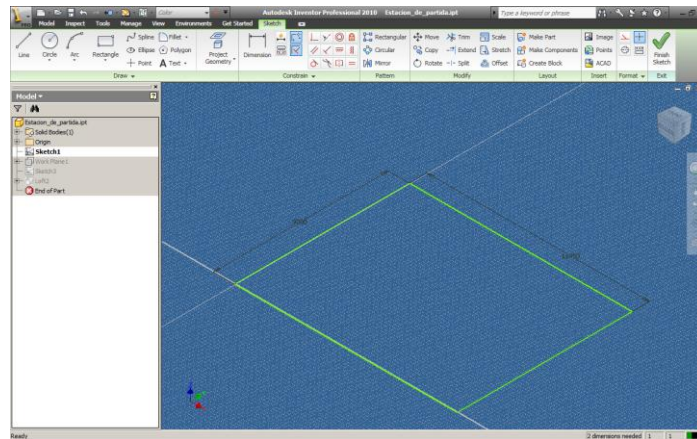 Color
Autodesk Inventor Professional 2010 Estacion_de_partida.ipt
Type a keyword or phrase
Model Inspect Tools Manage View Environments Get Started Sketch
Line Circle Arc Rectangle
Spline Fillet
Ellipse Polygon
Point Text
Project Geometry
Dimension
Rectangular
Circular
Mirror
Move Trim Scale
Copy Extend Stretch
Rotate Split Offset
Make Part
Make Components
Create Block
Image
Points
ACAD
Finish Sketch
Draw Constrain Pattern Modify Layout Insert Format Exit
Model
Estacion_de_partida.ipt
Solid Bodies(1)
Origin
Sketch1
Work Plane1
Loft2
End of Part
Ready
2 dimensions needed 1 1